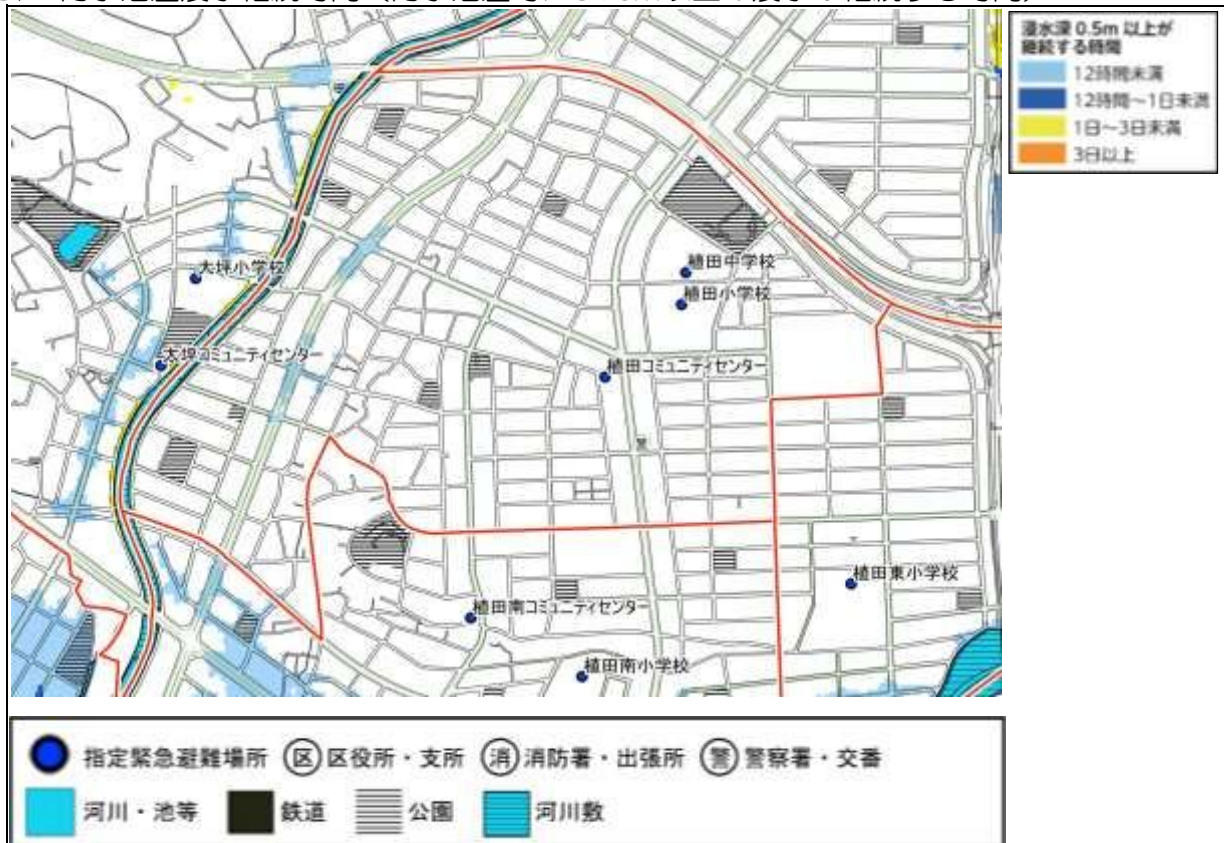 浸水深 0.5m 以上が
継続する時間
12時間未満
12時間～1日未満
1日～3日未満
3日以上
大坪小学校
植田中学校
植田小学校
大坪コミュニティセンター
植田コミュニティセンター
植田東小学校
植田南コミュニティセンター
植田南小学校
指定緊急避難場所 区 区役所・支所 消 消防署・出張所 警 警察署・交番
河川・池等 鉄道 公園 河川敷